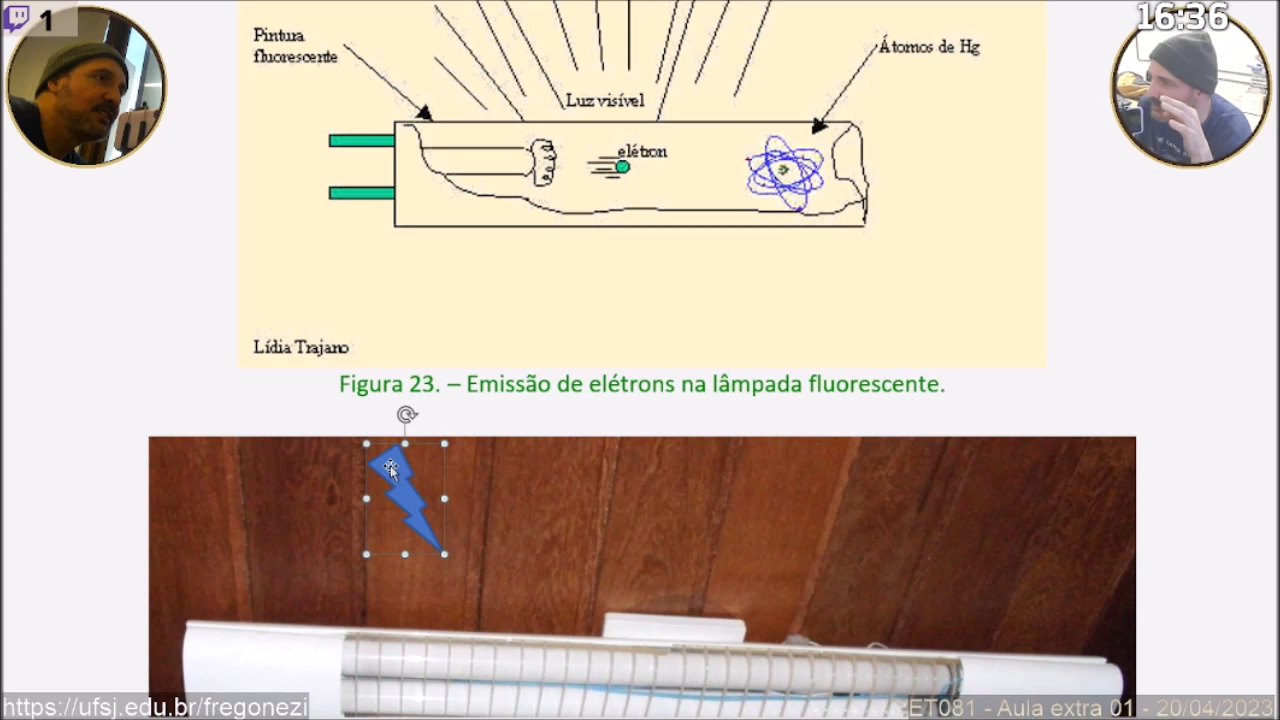 1
16:36
Pintura
fluorescente
Átomos de Hg
Luz visível
elétron
Lídia Trajano
Figura 23. – Emissão de elétrons na lâmpada fluorescente.
https://ufsj.edu.br/fregonezi
ET081 - Aula extra 01 - 20/04/2023